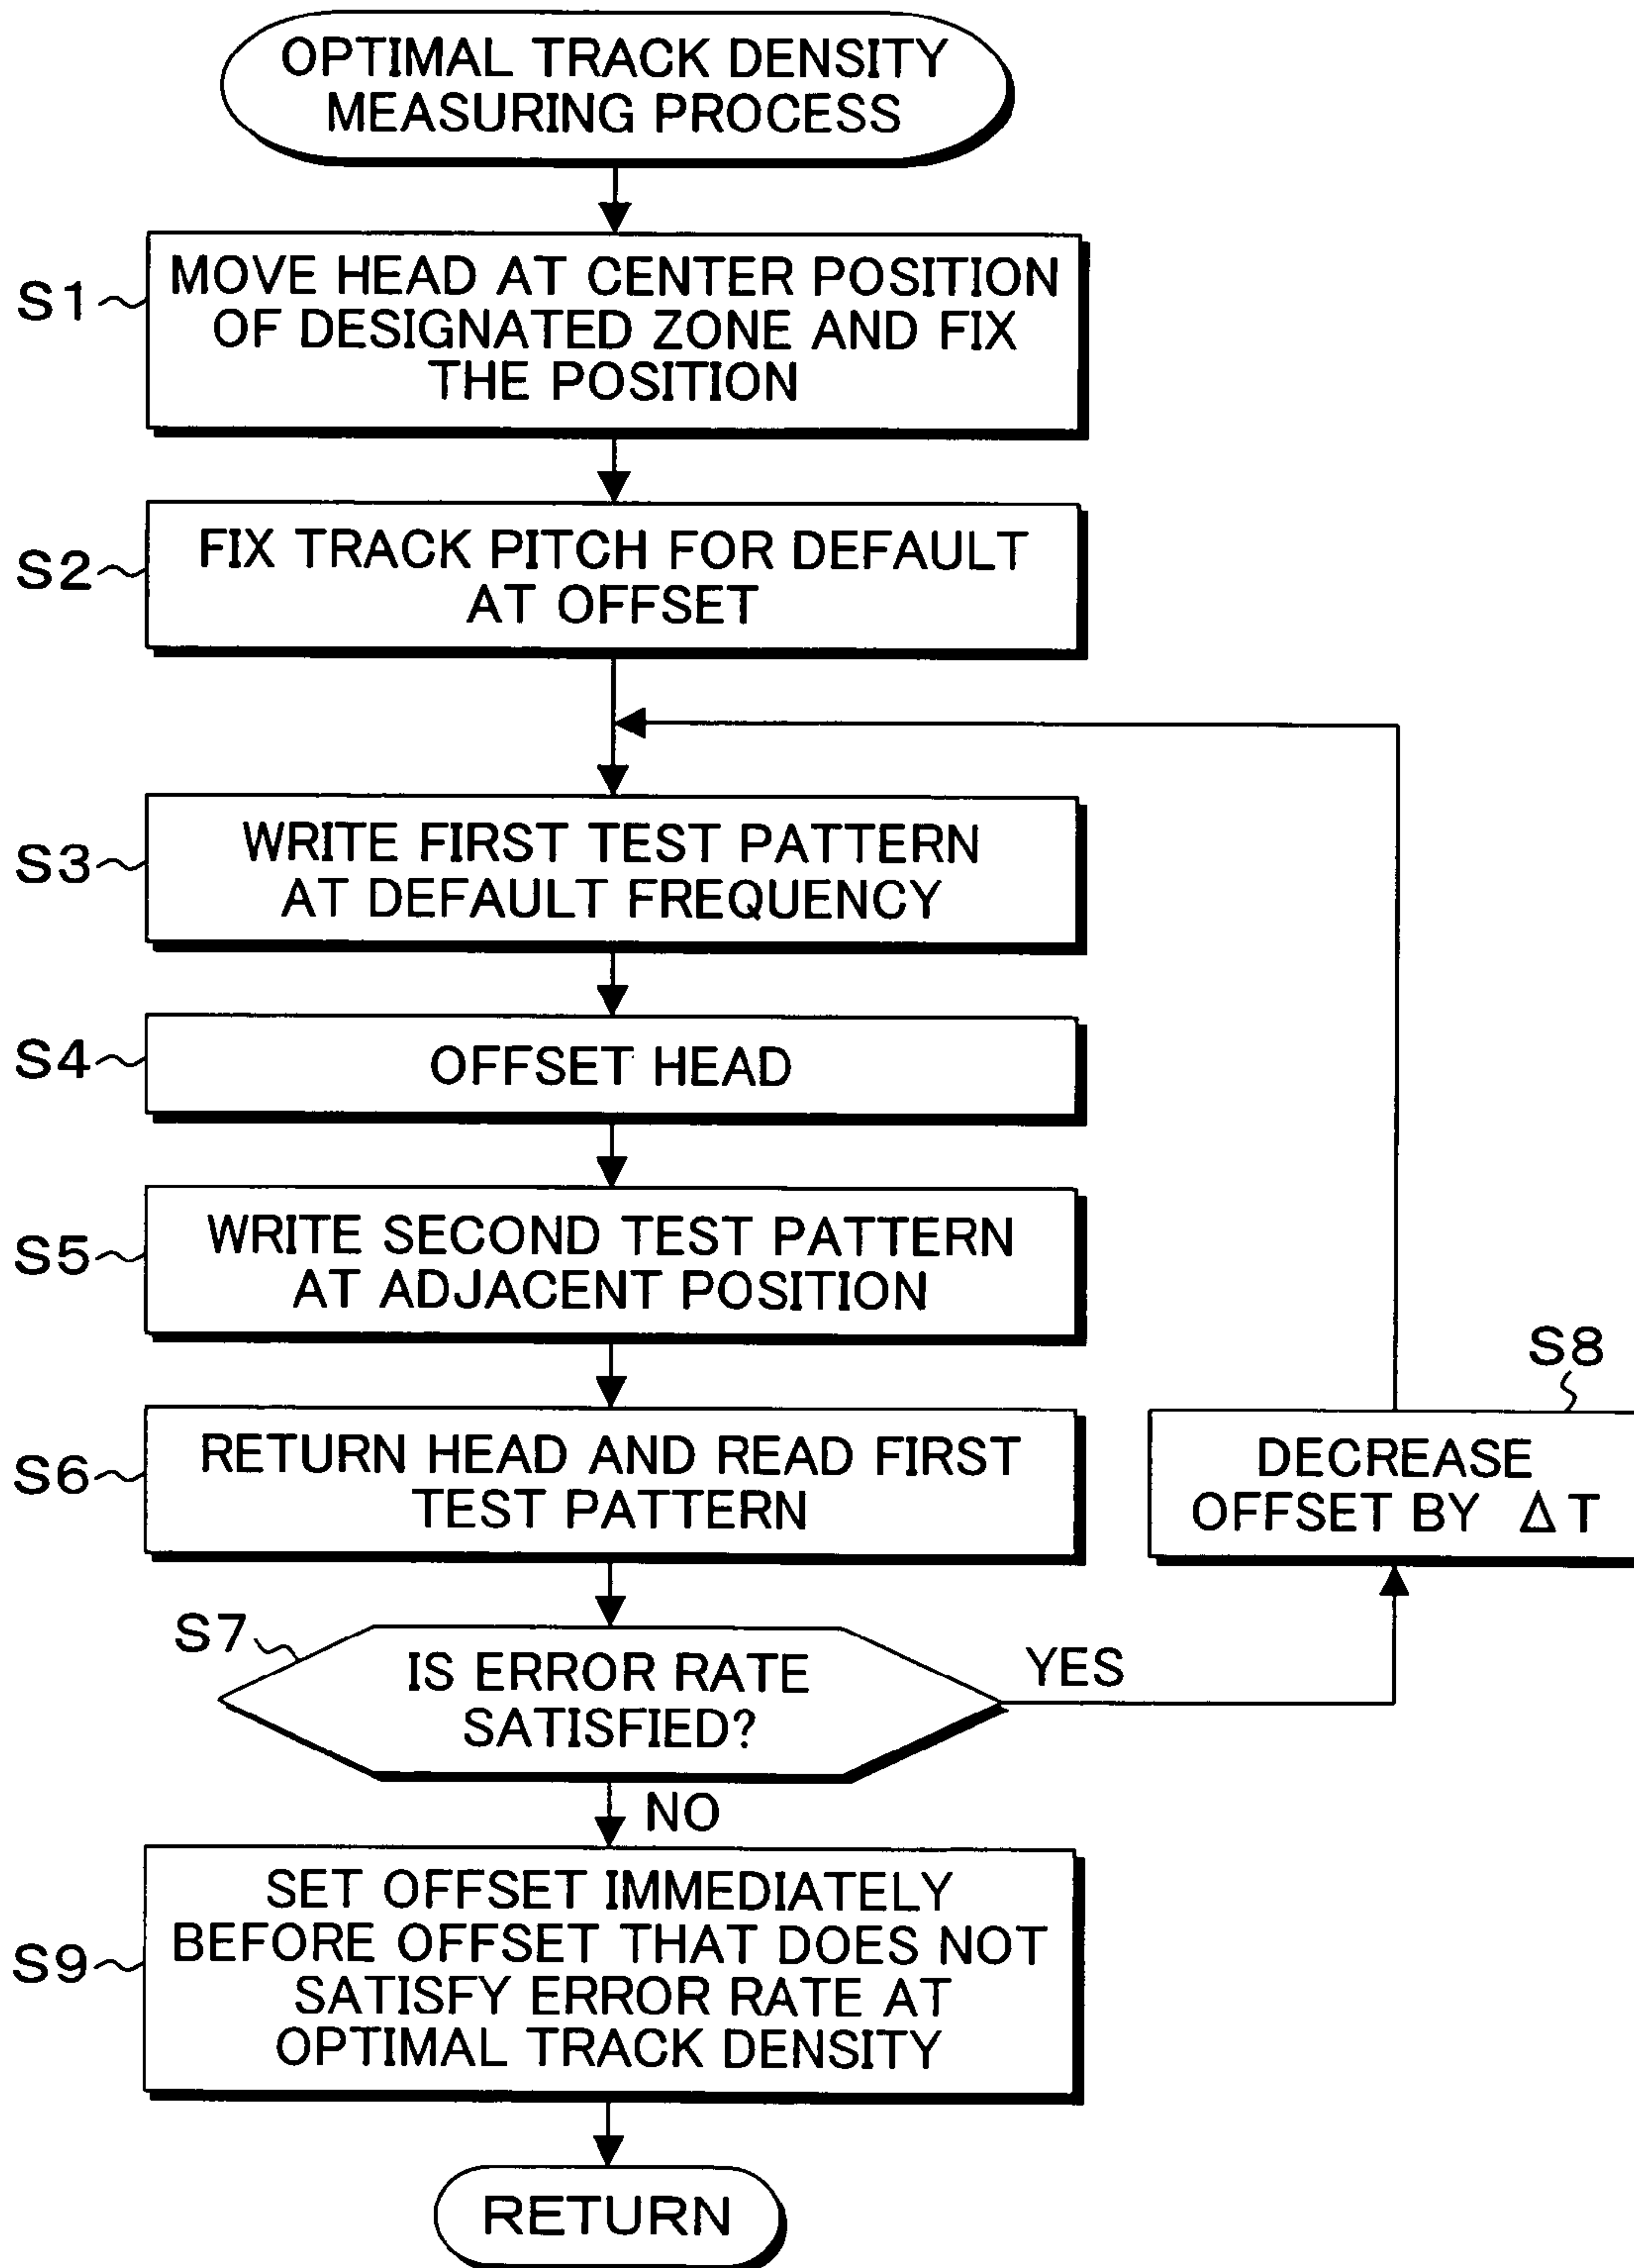 OPTIMAL TRACK DENSITY
MEASURING PROCESS
S1
MOVE HEAD AT CENTER POSITION
OF DESIGNATED ZONE AND FIX
THE POSITION
S2
FIX TRACK PITCH FOR DEFAULT
AT OFFSET
S3
WRITE FIRST TEST PATTERN
AT DEFAULT FREQUENCY
S4
OFFSET HEAD
S5
WRITE SECOND TEST PATTERN
AT ADJACENT POSITION
S6
RETURN HEAD AND READ FIRST
TEST PATTERN
S8
DECREASE
OFFSET BY ΔT
S7
IS ERROR RATE
SATISFIED?
YES
NO
S9
SET OFFSET IMMEDIATELY
BEFORE OFFSET THAT DOES NOT
SATISFY ERROR RATE AT
OPTIMAL TRACK DENSITY
RETURN